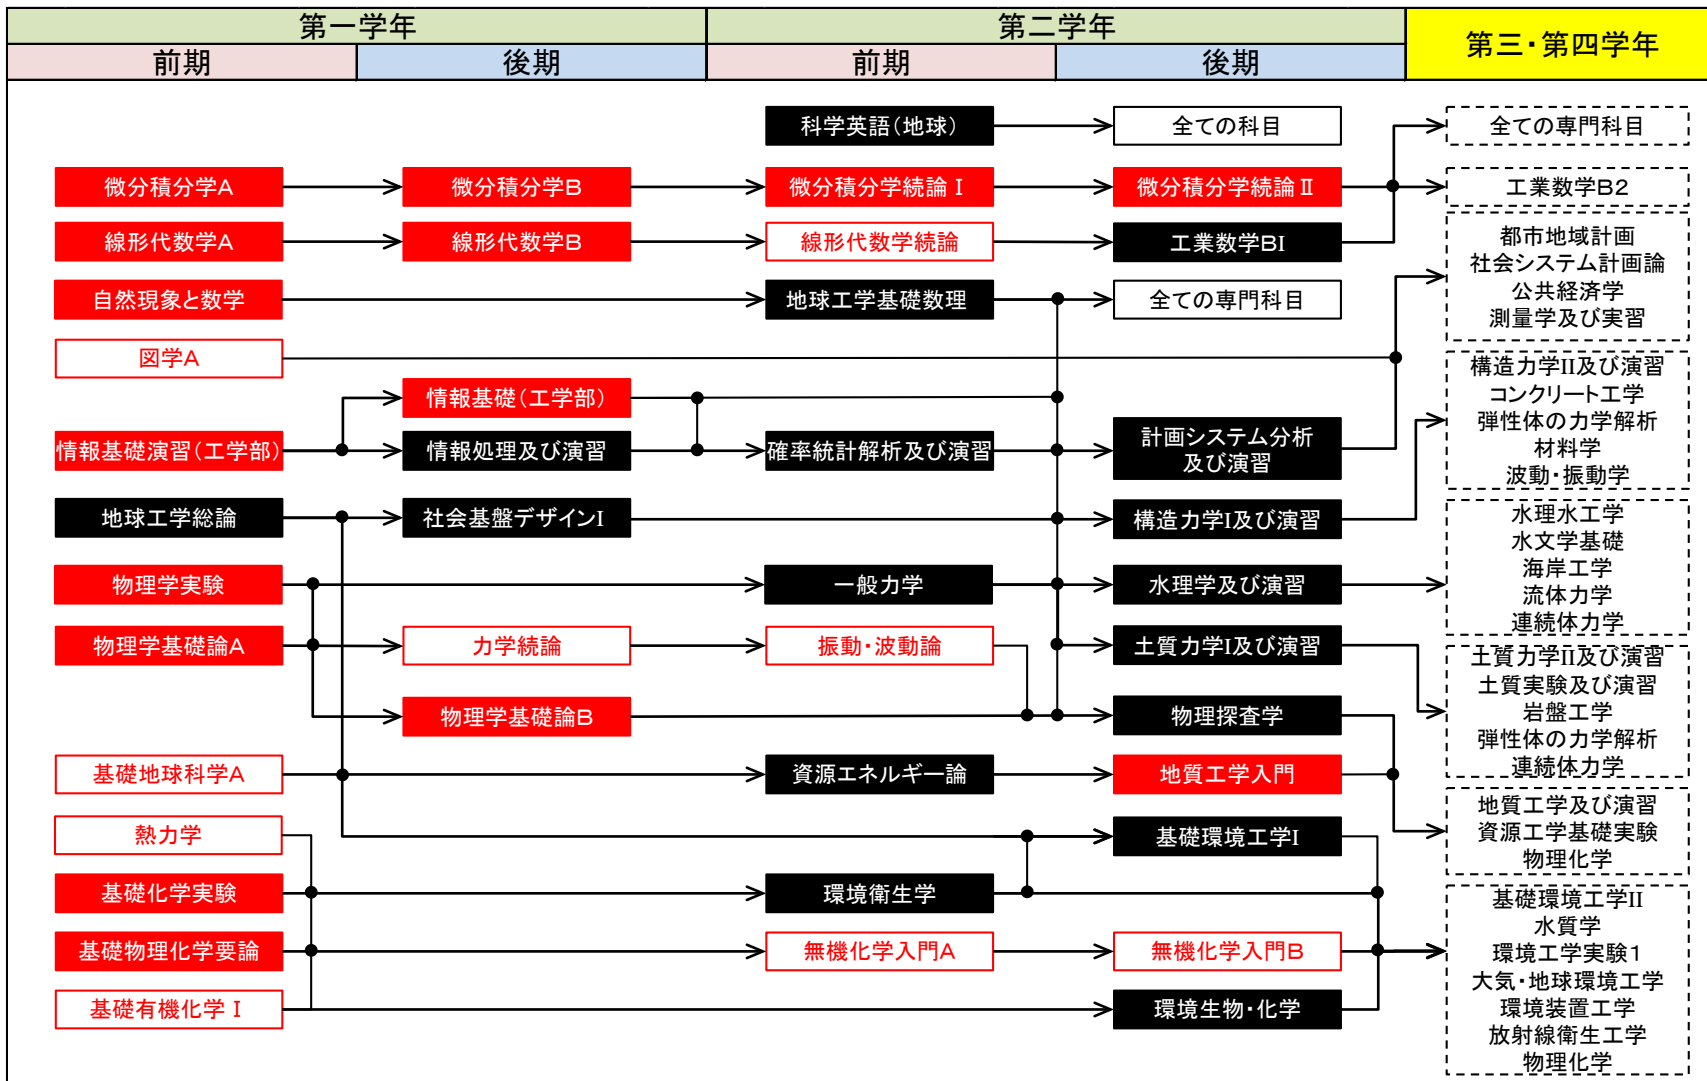 第一学年
第二学年
第三・第四学年
前期
後期
前期
後期
科学英語（地球）
全ての科目
全ての専門科目
微分積分学A
微分積分学B
微分積分学続論Ⅰ
微分積分学続論Ⅱ
工業数学B2
線形代数学A
線形代数学B
線形代数学続論
工業数学BI
都市地域計画
社会システム計画論
公共経済学
測量学及び実習
自然現象と数学
地球工学基礎数理
全ての専門科目
図学A
構造力学II及び演習
コンクリート工学
弾性体の力学解析
材料学
波動・振動学
情報基礎（工学部）
情報基礎演習（工学部）
情報処理及び演習
確率統計解析及び演習
計画システム分析
及び演習
地球工学総論
社会基盤デザインI
構造力学I及び演習
水理水工学
水文学基礎
海岸工学
流体力学
連続体力学
物理学実験
一般力学
水理学及び演習
物理学基礎論A
力学続論
振動・波動論
土質力学I及び演習
土質力学II及び演習
土質実験及び演習
岩盤工学
弾性体の力学解析
連続体力学
物理学基礎論B
物理探査学
基礎地球科学A
資源エネルギー論
地質工学入門
地質工学及び演習
資源工学基礎実験
物理化学
熱力学
基礎環境工学I
基礎化学実験
環境衛生学
基礎環境工学II
水質学
環境工学実験1
大気・地球環境工学
環境装置工学
放射線衛生工学
物理化学
基礎物理化学要論
無機化学入門A
無機化学入門B
基礎有機化学Ⅰ
環境生物・化学